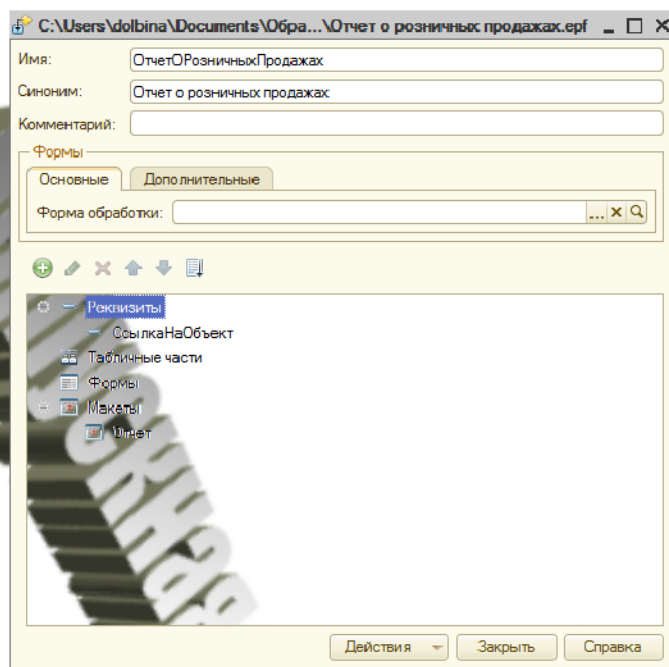 C:\Users\dolbina\Documents\Обра...\Отчет о розничных продажах.epf
Имя: ОтчетОРозничныхПродажах
Синоним: Отчет о розничных продажах
Комментарий:
Формы
Основные Дополнительные
Форма обработки: ...
Реквизиты
СсылкаНаОбъект
Табличные части
Формы
Макеты
Отчет
Действия Закрыть Справка